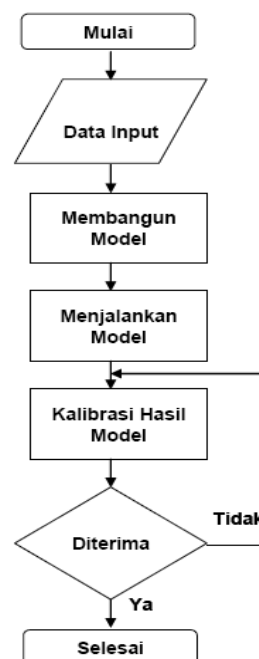 Mulai
Data Input
Membangun
Model
Menjalankan
Model
Kalibrasi Hasil
Model
Diterima
Tidak
Ya
Selesai